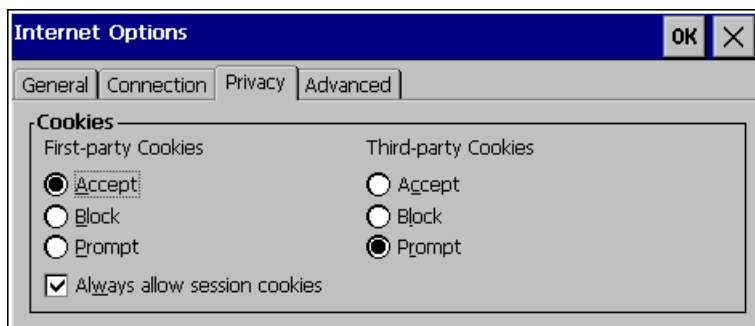 Internet Options OK
General Connection Privacy Advanced
Cookies
First-party Cookies Third-party Cookies
Accept Accept
Block Block
Prompt Prompt
Always allow session cookies